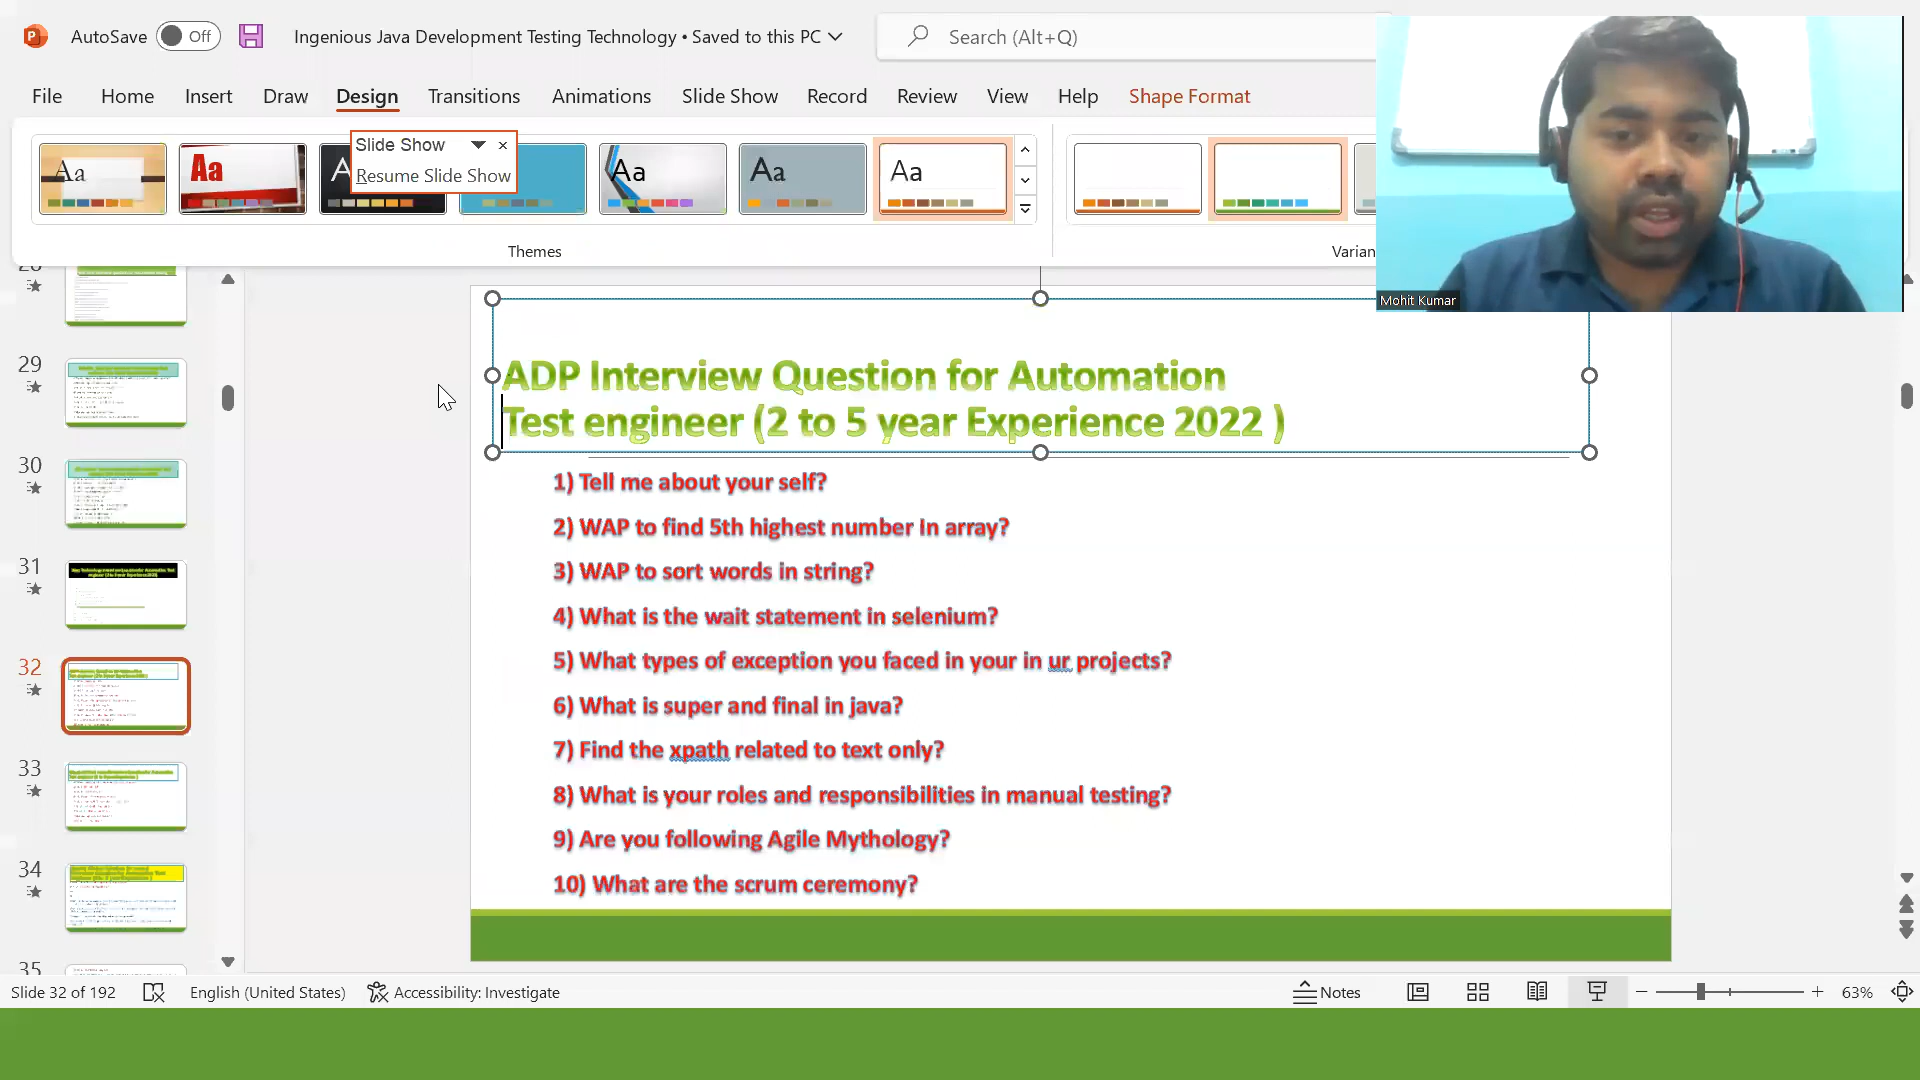 AutoSave Off Ingenious Java Development Testing Technology • Saved to this PC Search (Alt+Q)
File Home Insert Draw Design Transitions Animations Slide Show Record Review View Help Shape Format
Slide Show
Resume Slide Show
Aa Aa A Aa Aa Aa
Themes
Varian
Mohit Kumar
29
30
31
32
33
34
35
ADP Interview Question for Automation
Test engineer (2 to 5 year Experience 2022 )
1) Tell me about your self?
2) WAP to find 5th highest number In array?
3) WAP to sort words in string?
4) What is the wait statement in selenium?
5) What types of exception you faced in your in ur projects?
6) What is super and final in java?
7) Find the xpath related to text only?
8) What is your roles and responsibilities in manual testing?
9) Are you following Agile Mythology?
10) What are the scrum ceremony?
Slide 32 of 192 English (United States) Accessibility: Investigate Notes 63%